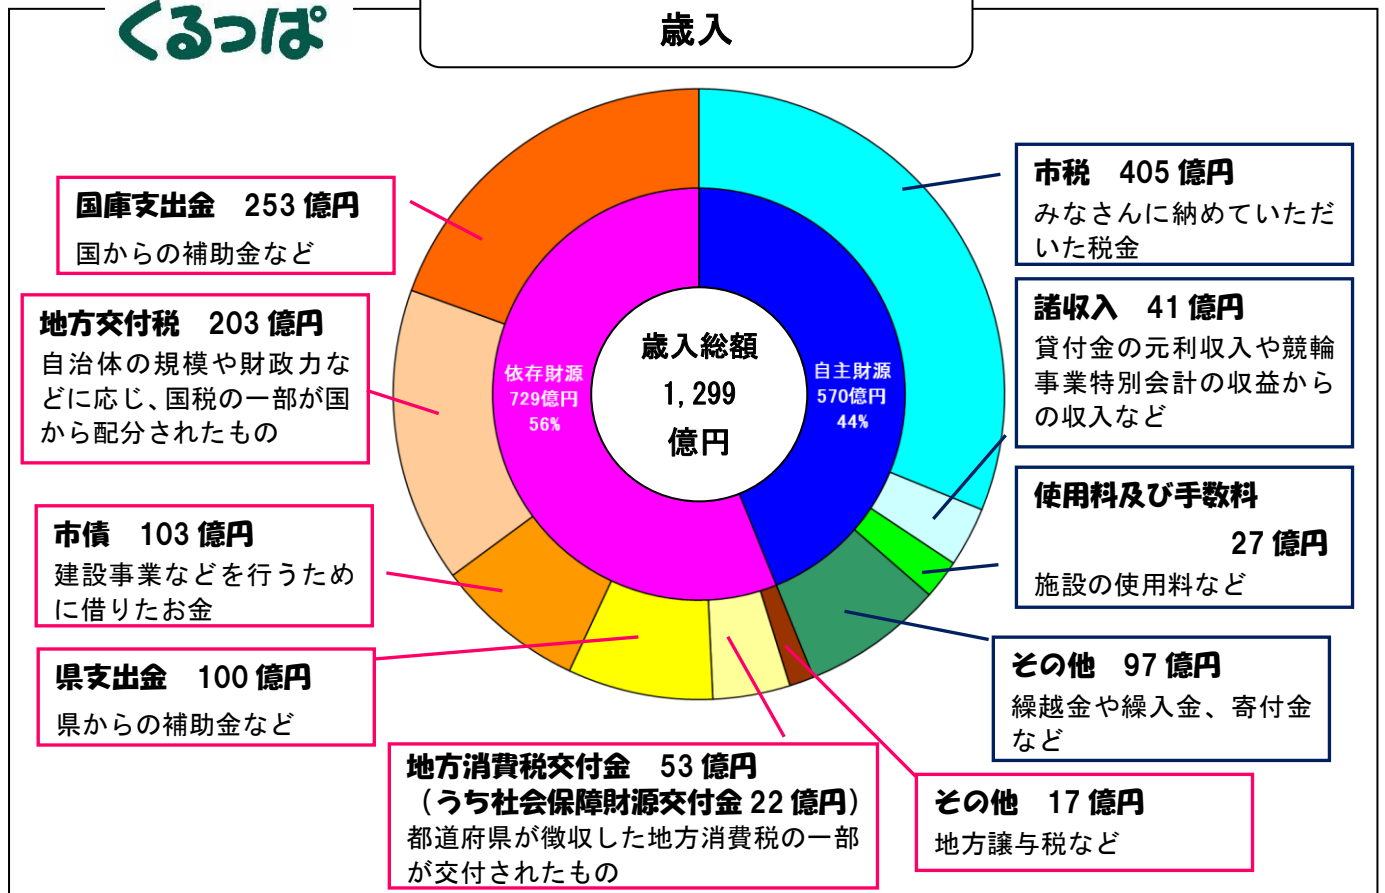 くるっぱ
歳入
国庫支出金　253 億円
国からの補助金など
地方交付税　203 億円
自治体の規模や財政力な
どに応じ、国税の一部が国
から配分されたもの
市債　103 億円
建設事業などを行うため
に借りたお金
県支出金　100 億円
県からの補助金など
地方消費税交付金　53 億円
（うち社会保障財源交付金 22 億円）
都道府県が徴収した地方消費税の一部
が交付されたもの
依存財源
729億円
56%
歳入総額
1,299
億円
自主財源
570億円
44%
市税　405 億円
みなさんに納めていただ
いた税金
諸収入　41 億円
貸付金の元利収入や競輪
事業特別会計の収益から
の収入など
使用料及び手数料
27 億円
施設の使用料など
その他　97 億円
繰越金や繰入金、寄付金
など
その他　17 億円
地方譲与税など